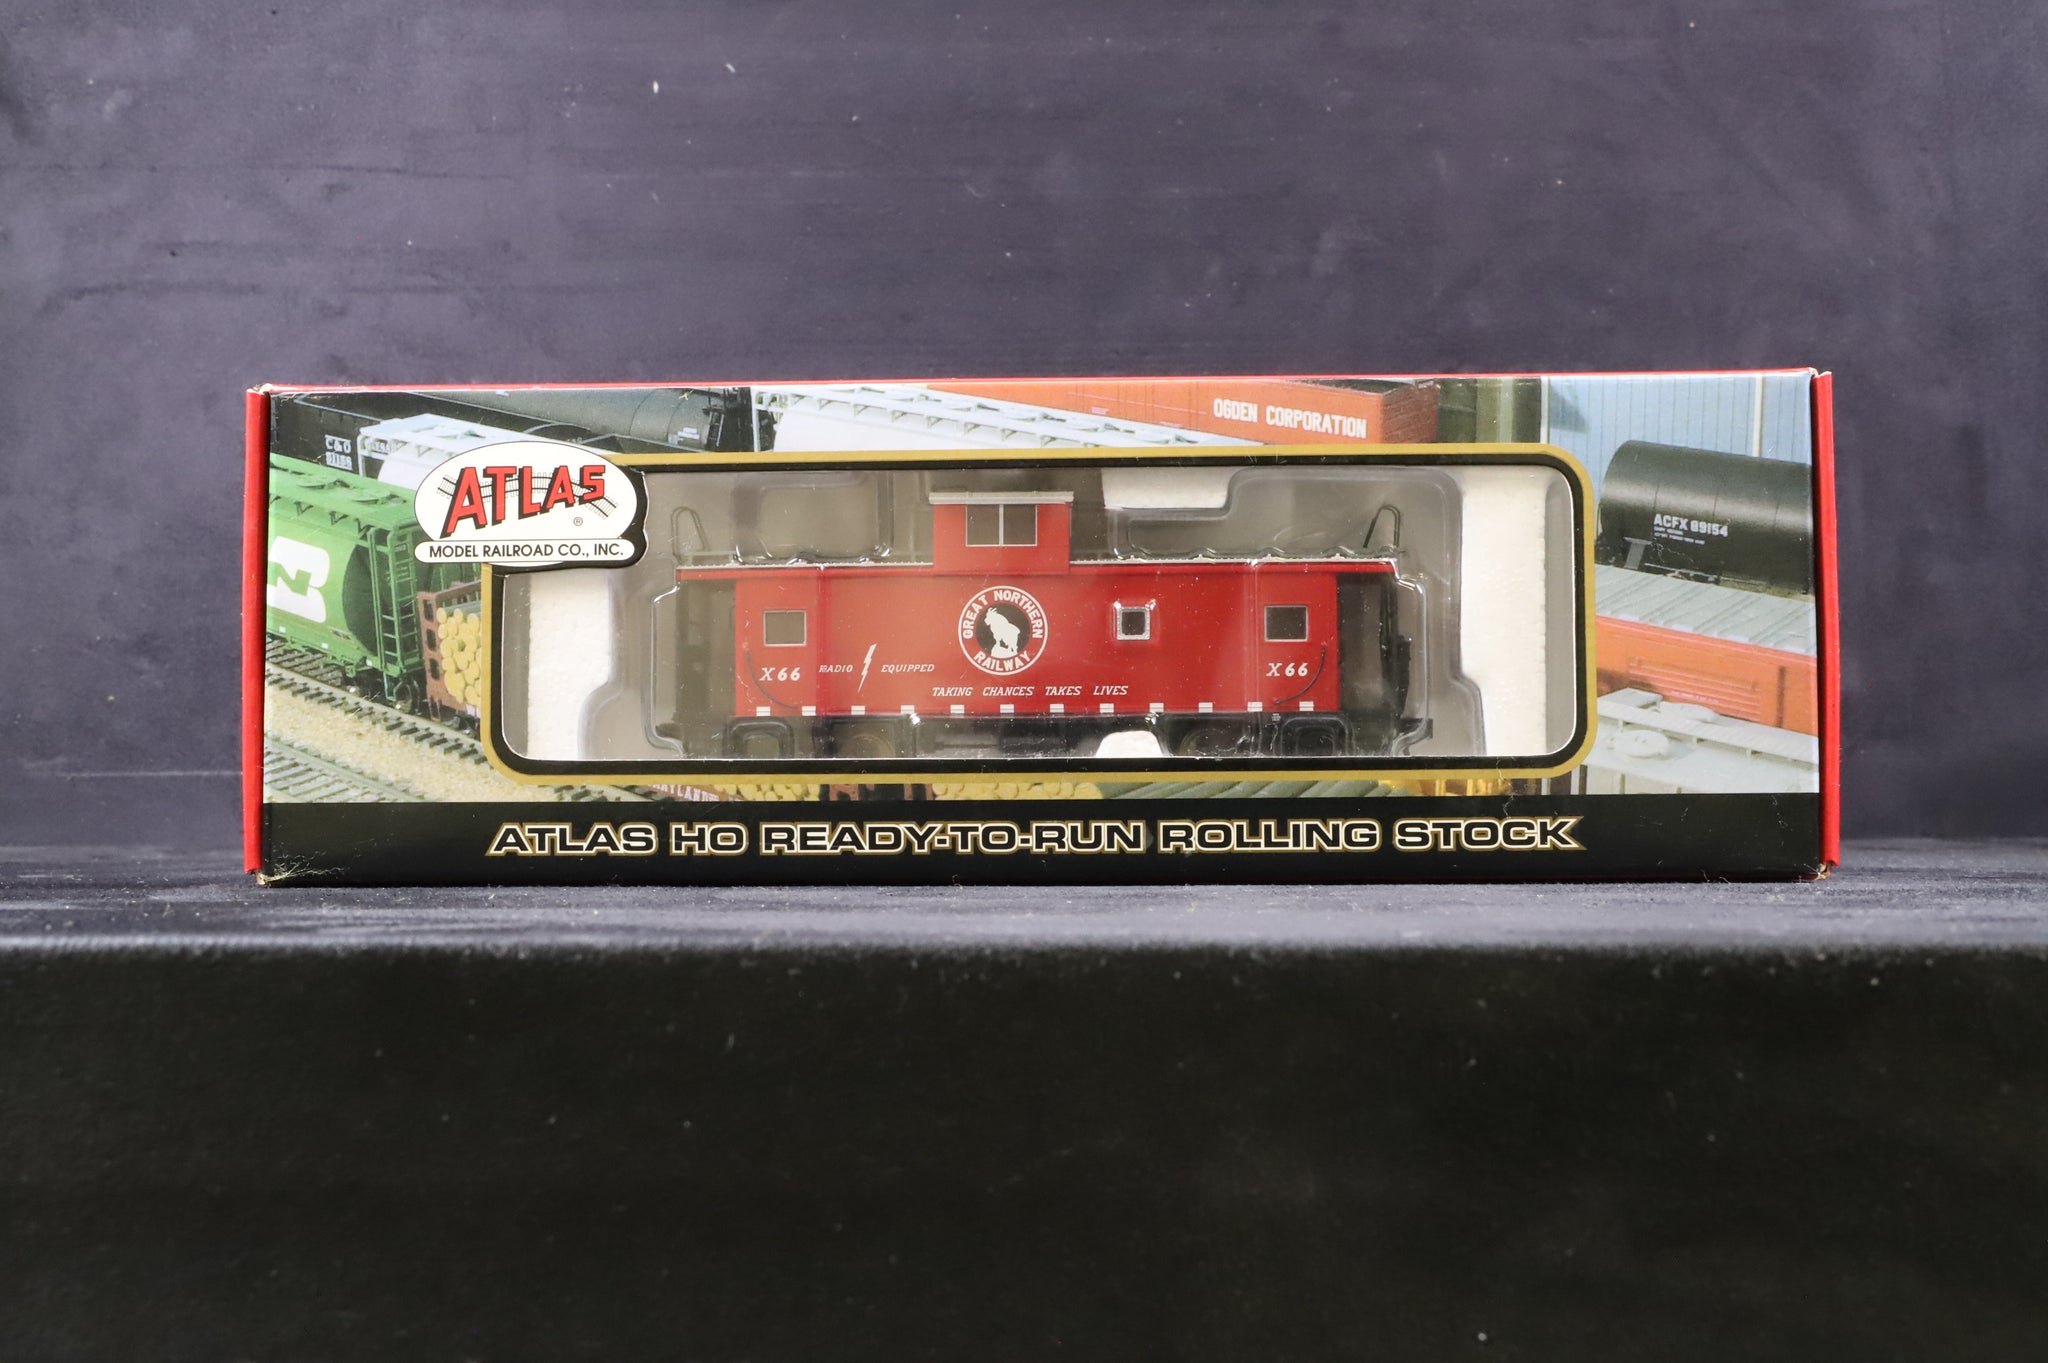 OGDEN CORPORATION
C&O
ATLAS
®
MODEL RAILROAD CO., INC.
ACFX 89154
GREAT NORTHERN
RAILWAY
X66 RADIO EQUIPPED
X66
TAKING CHANCES TAKES LIVES
ATLAS HO READY-TO-RUN ROLLING STOCK